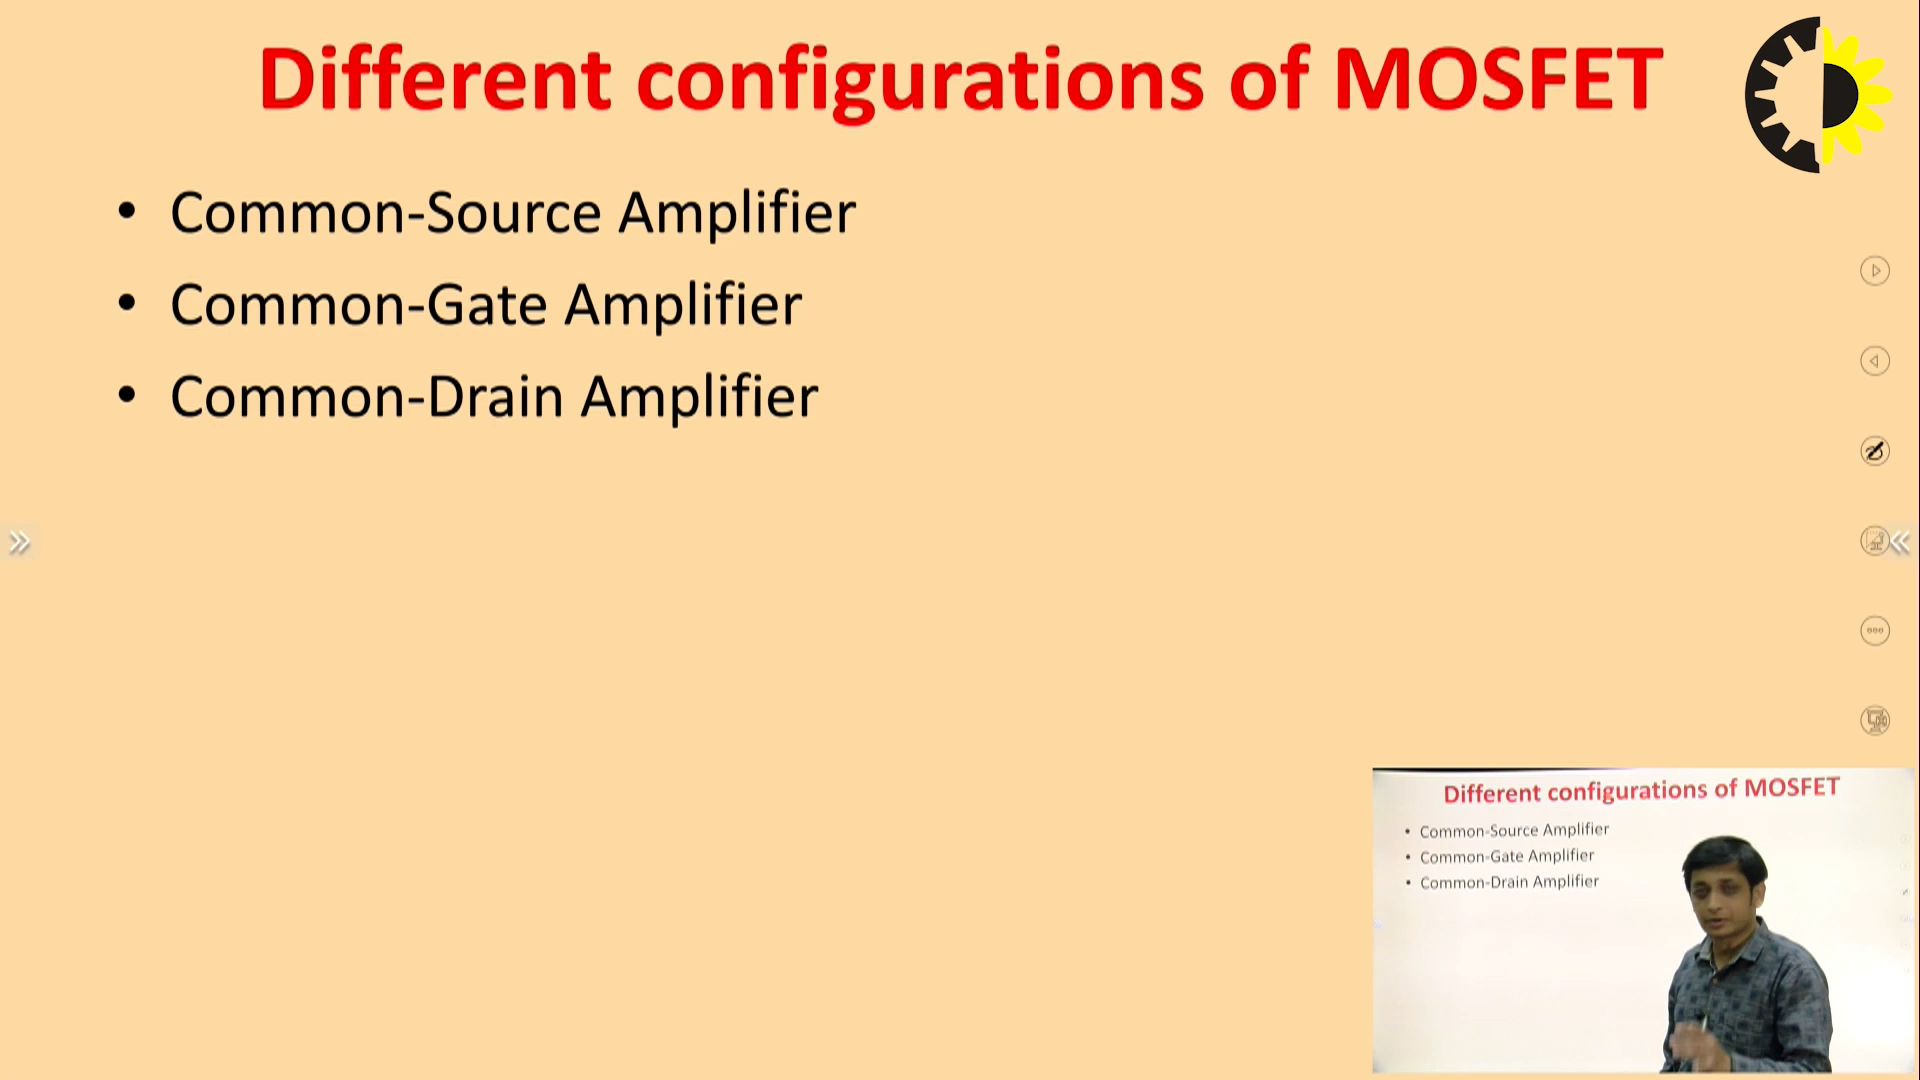 Different configurations of MOSFET
• Common-Source Amplifier
• Common-Gate Amplifier
• Common-Drain Amplifier
Different configurations of MOSFET
• Common-Source Amplifier
• Common-Gate Amplifier
• Common-Drain Amplifier